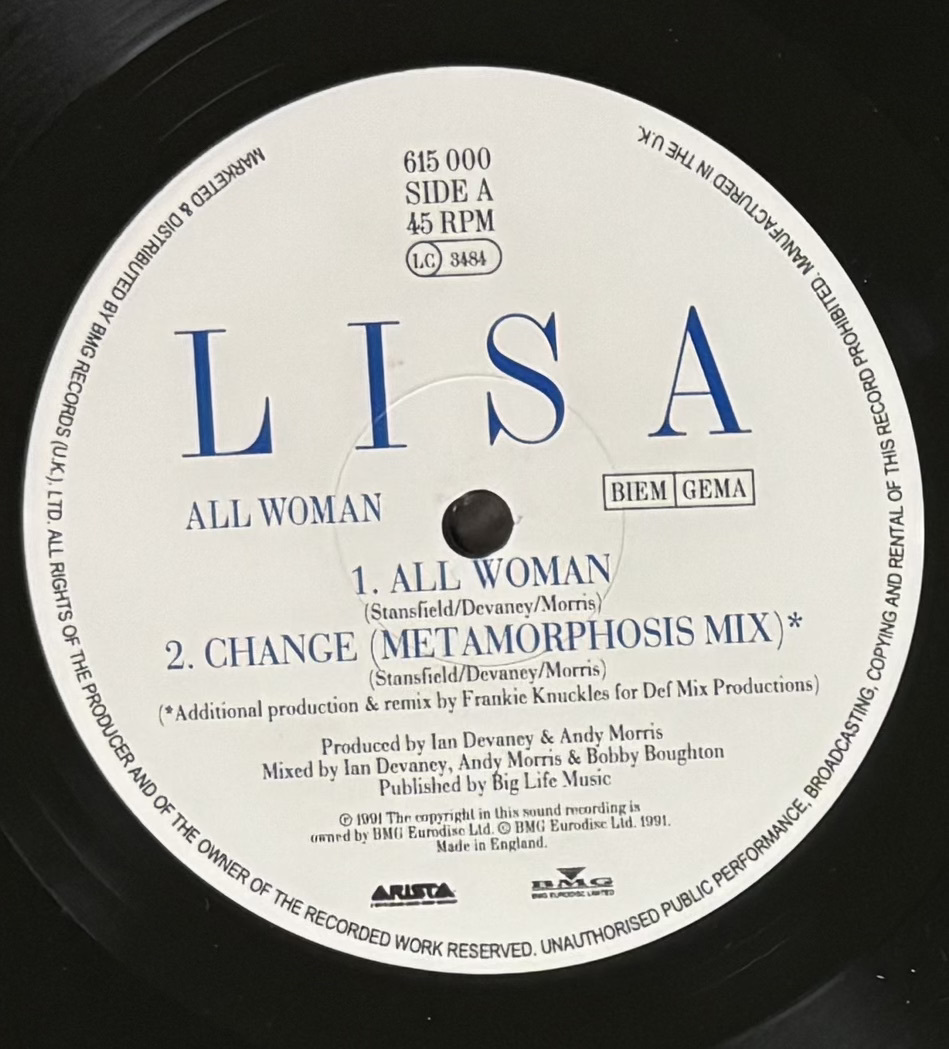 615 000
SIDE A
45 RPM
LC 3484
LISA
ALL WOMAN
BIEM GEMA
1. ALL WOMAN
(Stansfield/Devaney/Morris)
2. CHANGE (METAMORPHOSIS MIX)*
(Stansfield/Devaney/Morris)
(*Additional production & remix by Frankie Knuckles for Def Mix Productions)
Produced by Ian Devaney & Andy Morris
Mixed by Ian Devaney, Andy Morris & Bobby Boughton
Published by Big Life Music
℗ 1991 The copyright in this sound recording is
owned by BMG Eurodisc Ltd. © BMG Eurodisc Ltd. 1991.
Made in England.
ARISTA
BMG
BMG EURODISC LIMITED
MARKETED & DISTRIBUTED BY BMG RECORDS (U.K). LTD. ALL RIGHTS OF THE PRODUCER AND OF THE OWNER OF THE RECORDED WORK RESERVED. UNAUTHORISED PUBLIC PERFORMANCE, BROADCASTING, COPYING AND RENTAL OF THIS RECORD PROHIBITED. MANUFACTURED IN THE U.K.